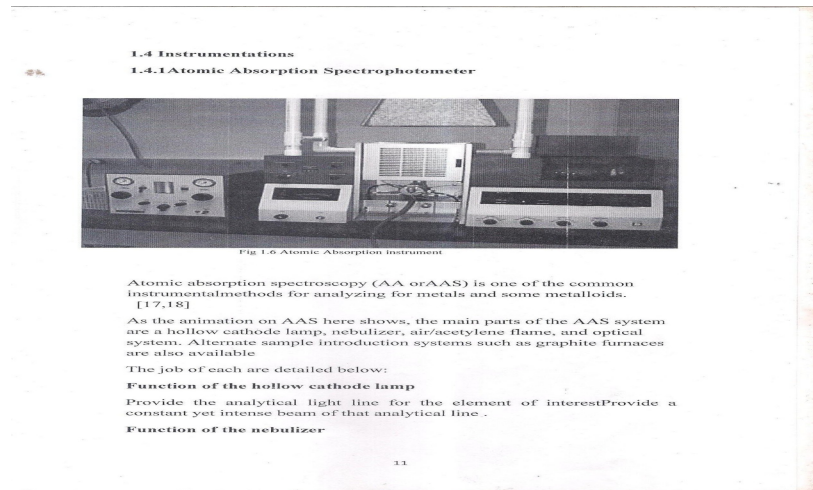 1.4 Instrumentations
1.4.1Atomic Absorption Spectrophotometer
Fig 1.6 Atomic Absorption instrument
Atomic absorption spectroscopy (AA orAAS) is one of the common
instrumentalmethods for analyzing for metals and some metalloids.
[17,18]
As the animation on AAS here shows, the main parts of the AAS system
are a hollow cathode lamp, nebulizer, air/acetylene flame, and optical
system. Alternate sample introduction systems such as graphite furnaces
are also available
The job of each are detailed below:
Function of the hollow cathode lamp
Provide the analytical light line for the element of interestProvide a
constant yet intense beam of that analytical line .
Function of the nebulizer
11